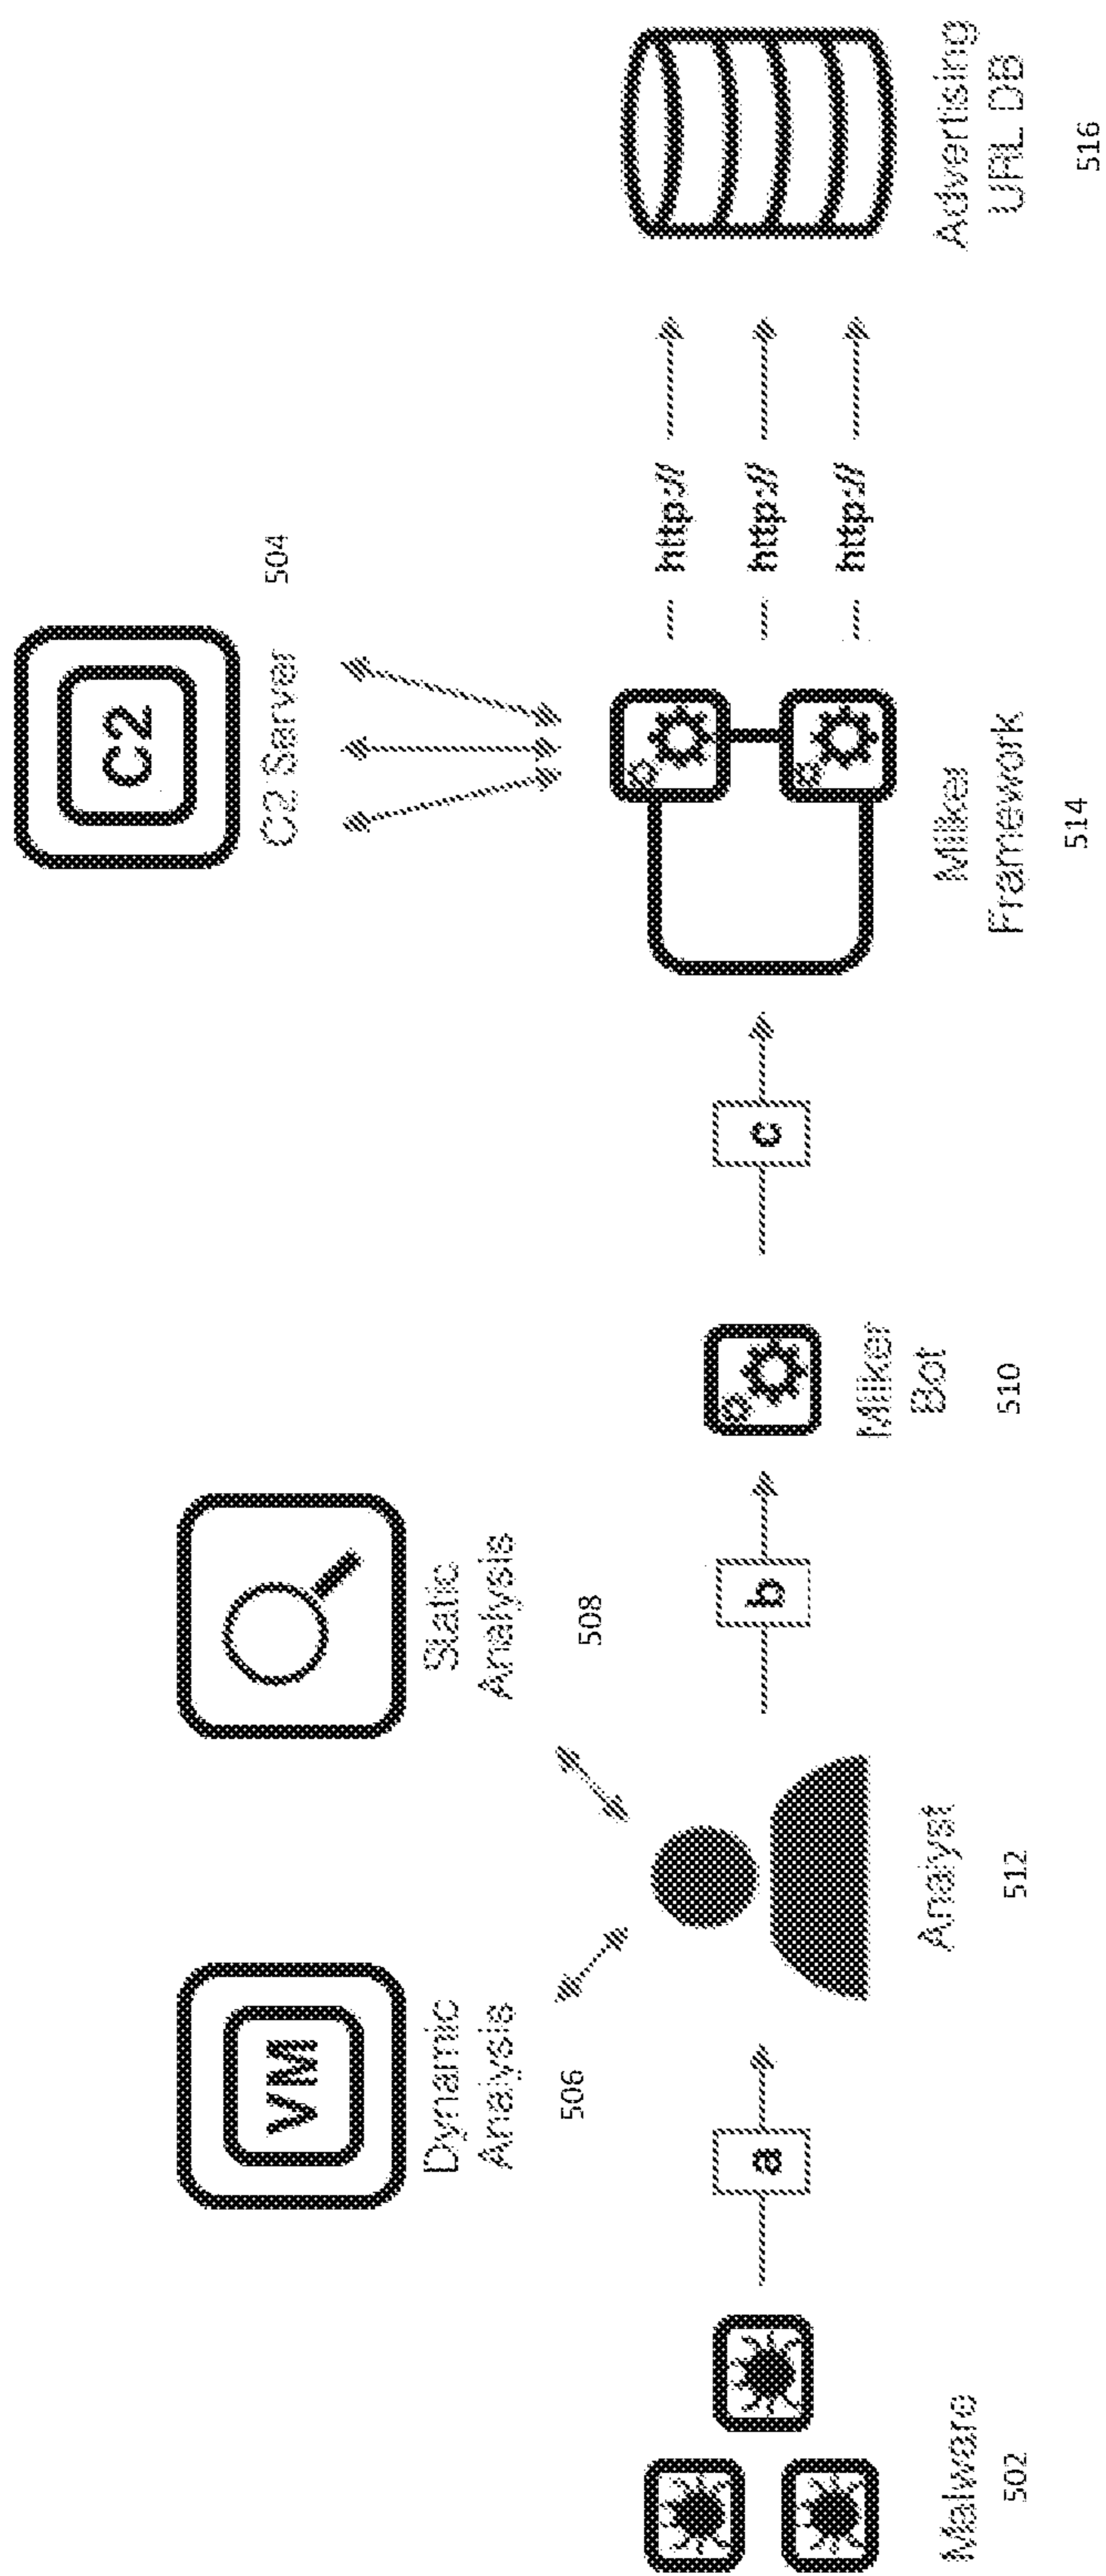 C2
C2 Server
504
VM
Dynamic
Analysis
506
Static
Analysis
508
Malware
502
a
Analyst
512
b
Milker
Bot
510
c
Milker
Framework
514
http://
http://
http://
Advertising
URL DB
516